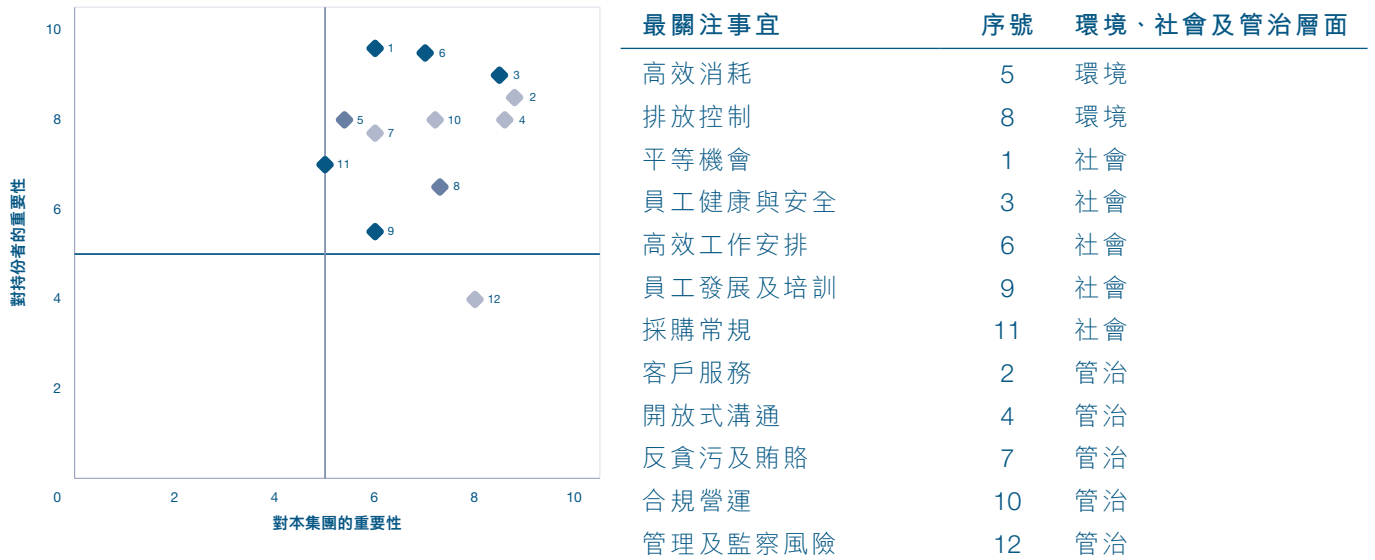 10
8
6
4
2
0
2
4
6
8
10
對持份者的重要性
對本集團的重要性
1
6
3
2
5
7
10
4
11
8
9
12
最關注事宜 序號 環境、社會及管治層面
高效消耗 5 環境
排放控制 8 環境
平等機會 1 社會
員工健康與安全 3 社會
高效工作安排 6 社會
員工發展及培訓 9 社會
採購常規 11 社會
客戶服務 2 管治
開放式溝通 4 管治
反貪污及賄賂 7 管治
合規營運 10 管治
管理及監察風險 12 管治